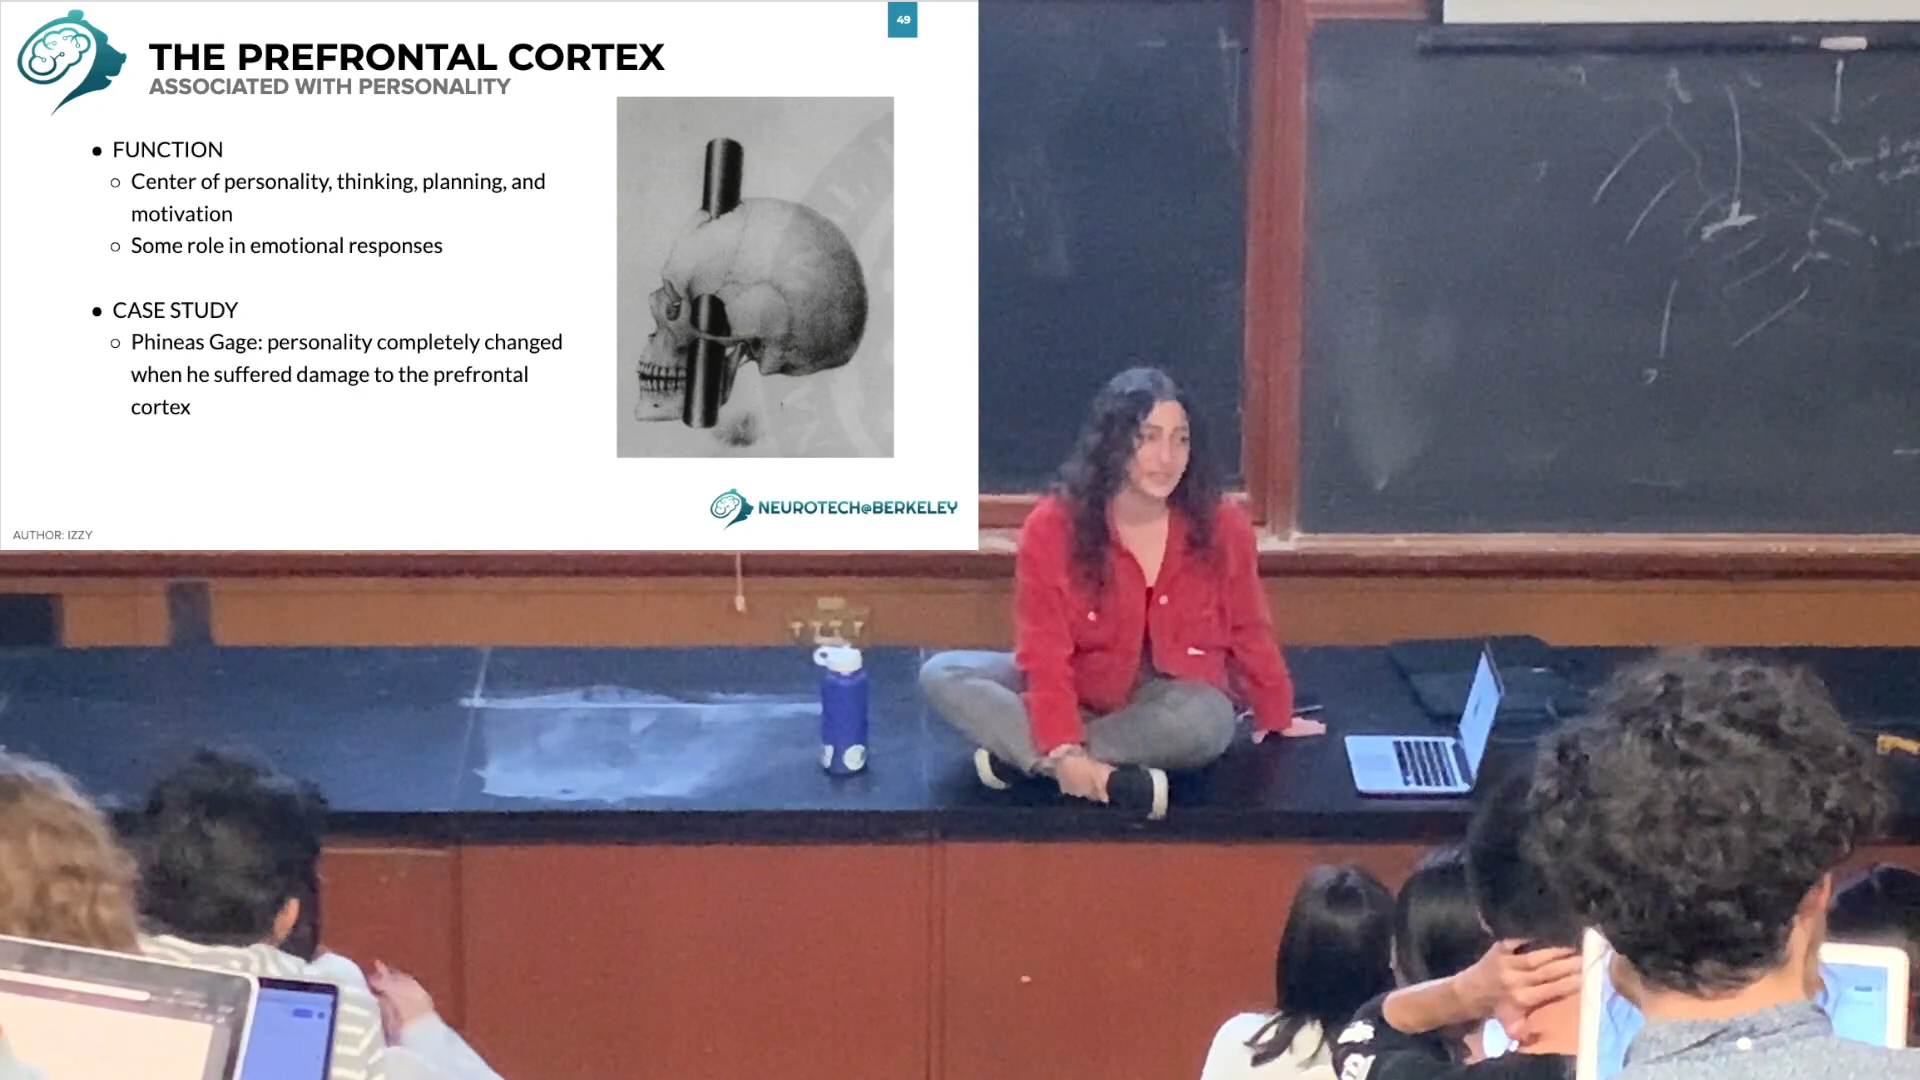 49
THE PREFRONTAL CORTEX
ASSOCIATED WITH PERSONALITY
● FUNCTION
○ Center of personality, thinking, planning, and
motivation
○ Some role in emotional responses
● CASE STUDY
○ Phineas Gage: personality completely changed
when he suffered damage to the prefrontal
cortex
NEUROTECH@BERKELEY
AUTHOR: IZZY